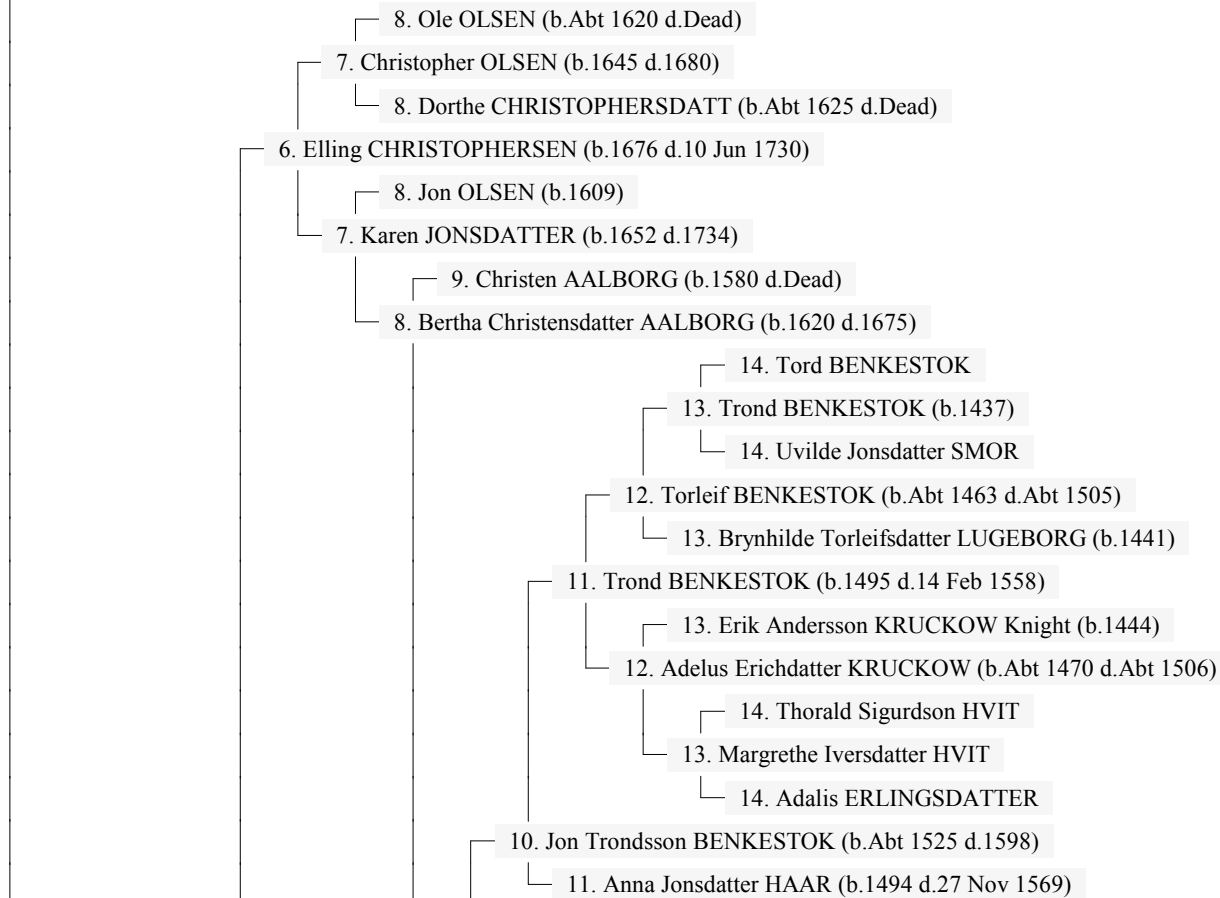 8. Ole OLSEN (b.Abt 1620 d.Dead)
7. Christopher OLSEN (b.1645 d.1680)
8. Dorthe CHRISTOPHERSDATT (b.Abt 1625 d.Dead)
6. Elling CHRISTOPHERSEN (b.1676 d.10 Jun 1730)
8. Jon OLSEN (b.1609)
7. Karen JONSDATTER (b.1652 d.1734)
9. Christen AALBORG (b.1580 d.Dead)
8. Bertha Christensdatter AALBORG (b.1620 d.1675)
14. Tord BENKESTOK
13. Trond BENKESTOK (b.1437)
14. Uvilde Jonsdatter SMOR
12. Torleif BENKESTOK (b.Abt 1463 d.Abt 1505)
13. Brynhilde Torleifsdatter LUGEBORG (b.1441)
11. Trond BENKESTOK (b.1495 d.14 Feb 1558)
13. Erik Andersson KRUCKOW Knight (b.1444)
12. Adelus Erichdatter KRUCKOW (b.Abt 1470 d.Abt 1506)
14. Thorald Sigurdson HVIT
13. Margrethe Iversdatter HVIT
14. Adalis ERLINGSDATTER
10. Jon Trondsson BENKESTOK (b.Abt 1525 d.1598)
11. Anna Jonsdatter HAAR (b.1494 d.27 Nov 1569)